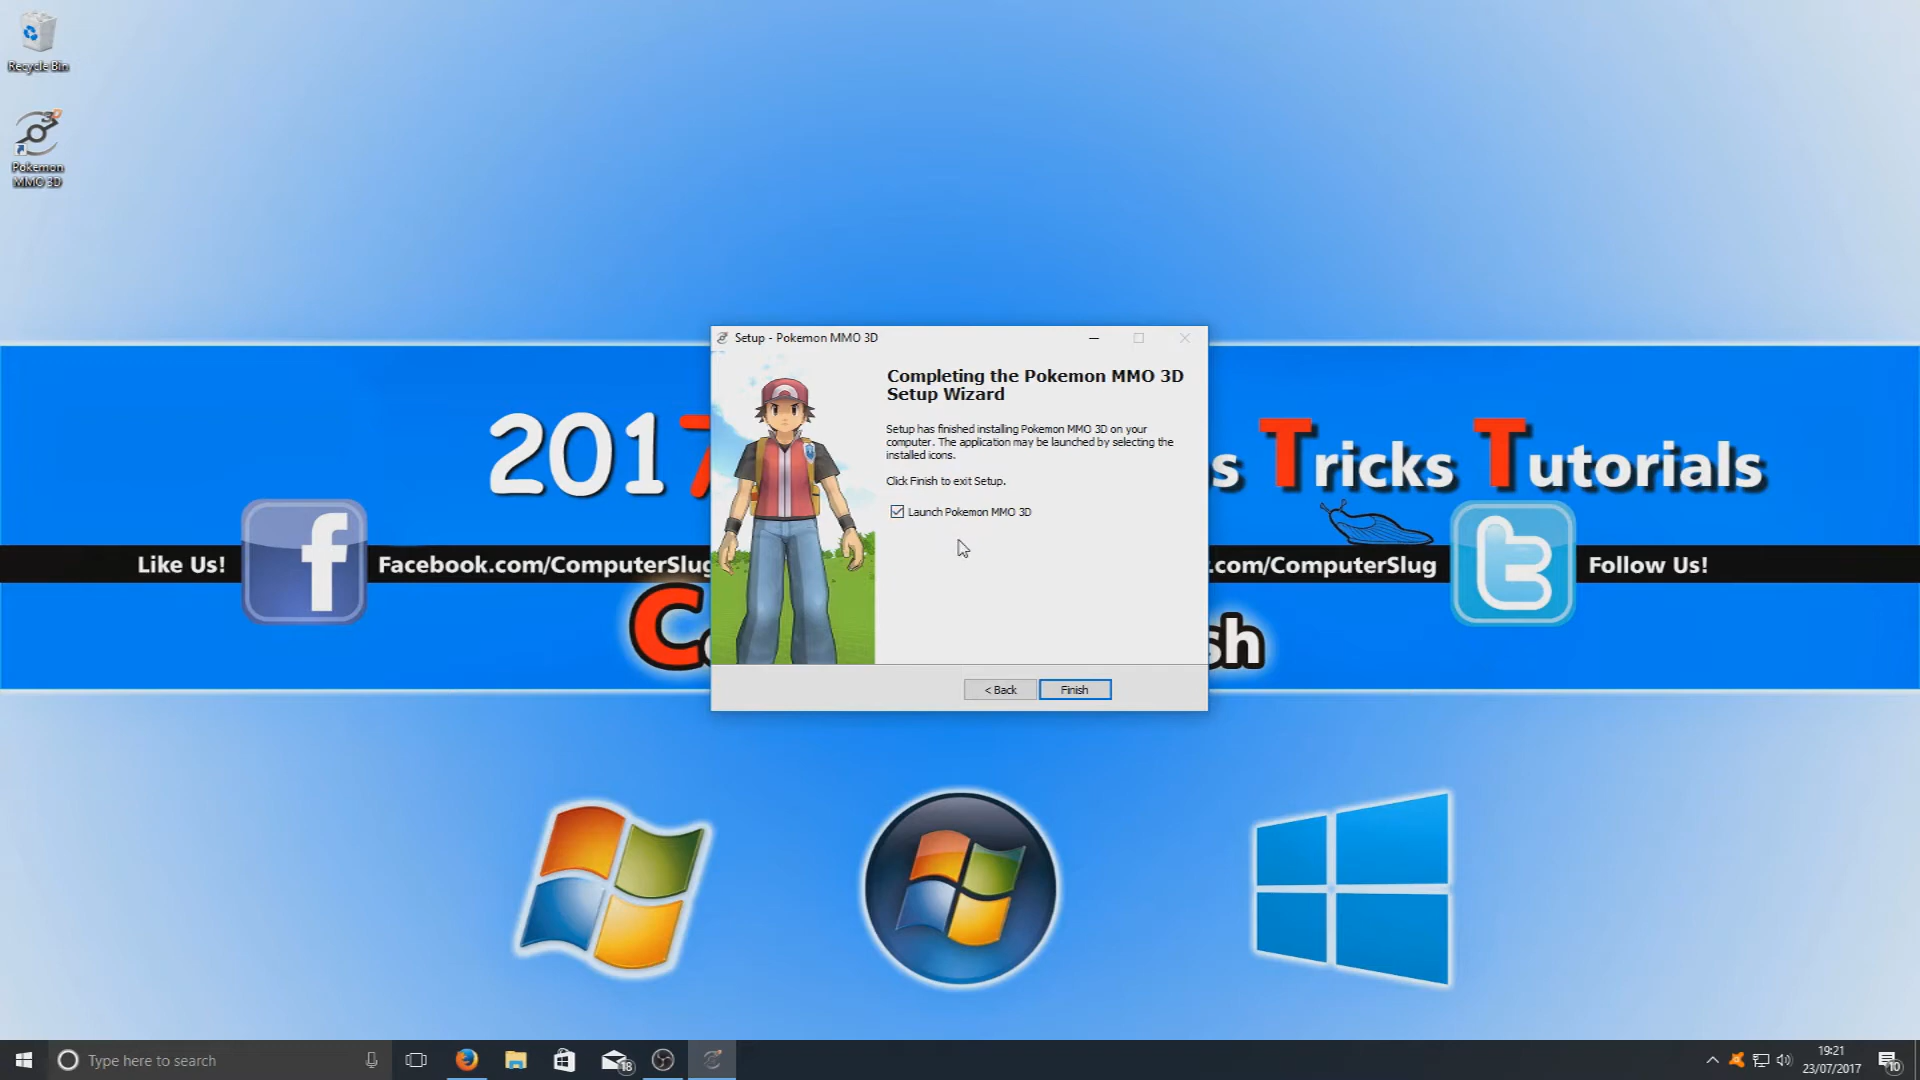 Recycle Bin
Pokemon
MMO 3D
Setup - Pokemon MMO 3D
Completing the Pokemon MMO 3D
Setup Wizard
Setup has finished installing Pokemon MMO 3D on your
computer. The application may be launched by selecting the
installed icons.
Click Finish to exit Setup.
Launch Pokemon MMO 3D
< Back
Finish
2017
s Tricks Tutorials
Like Us!
Facebook.com/ComputerSlug
.com/ComputerSlug
Follow Us!
sh
Type here to search
18
19:21
23/07/2017
10